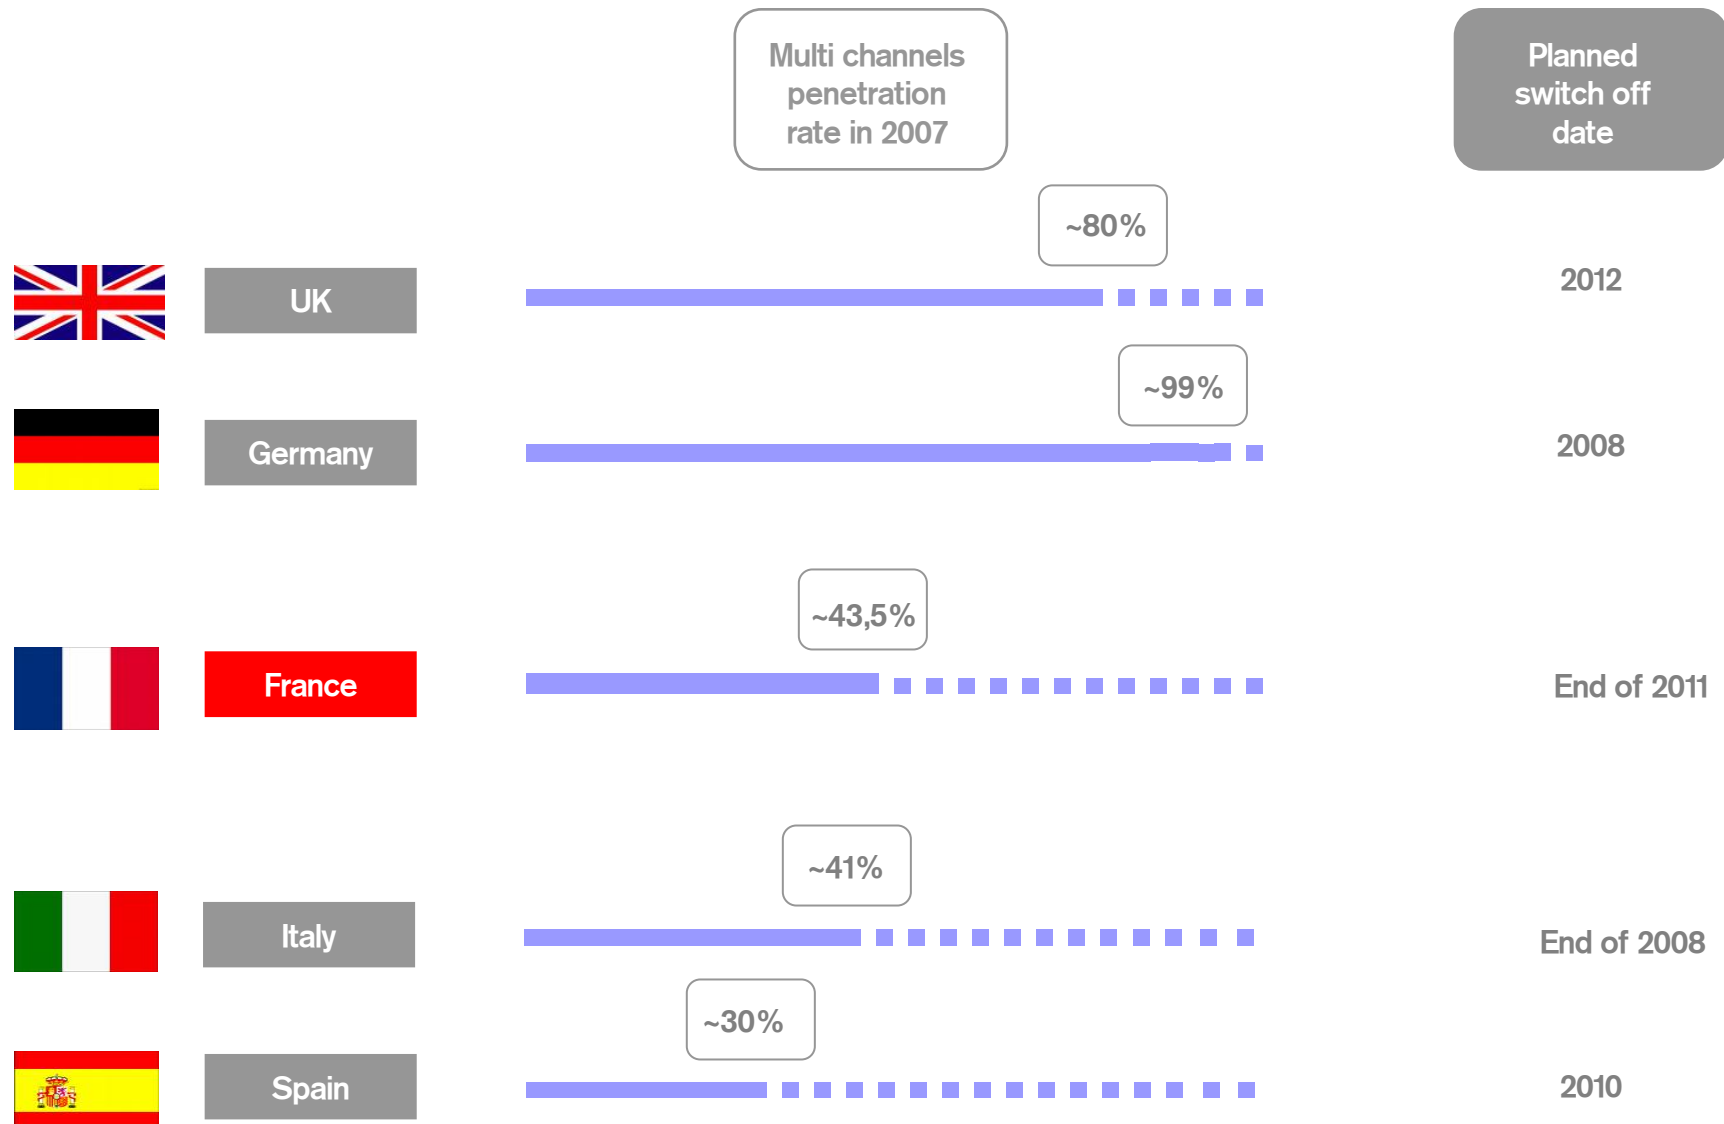 Multi channels
penetration
rate in 2007
Planned
switch off
date
~80%
UK
2012
~99%
Germany
2008
~43,5%
France
End of 2011
~41%
Italy
End of 2008
~30%
Spain
2010